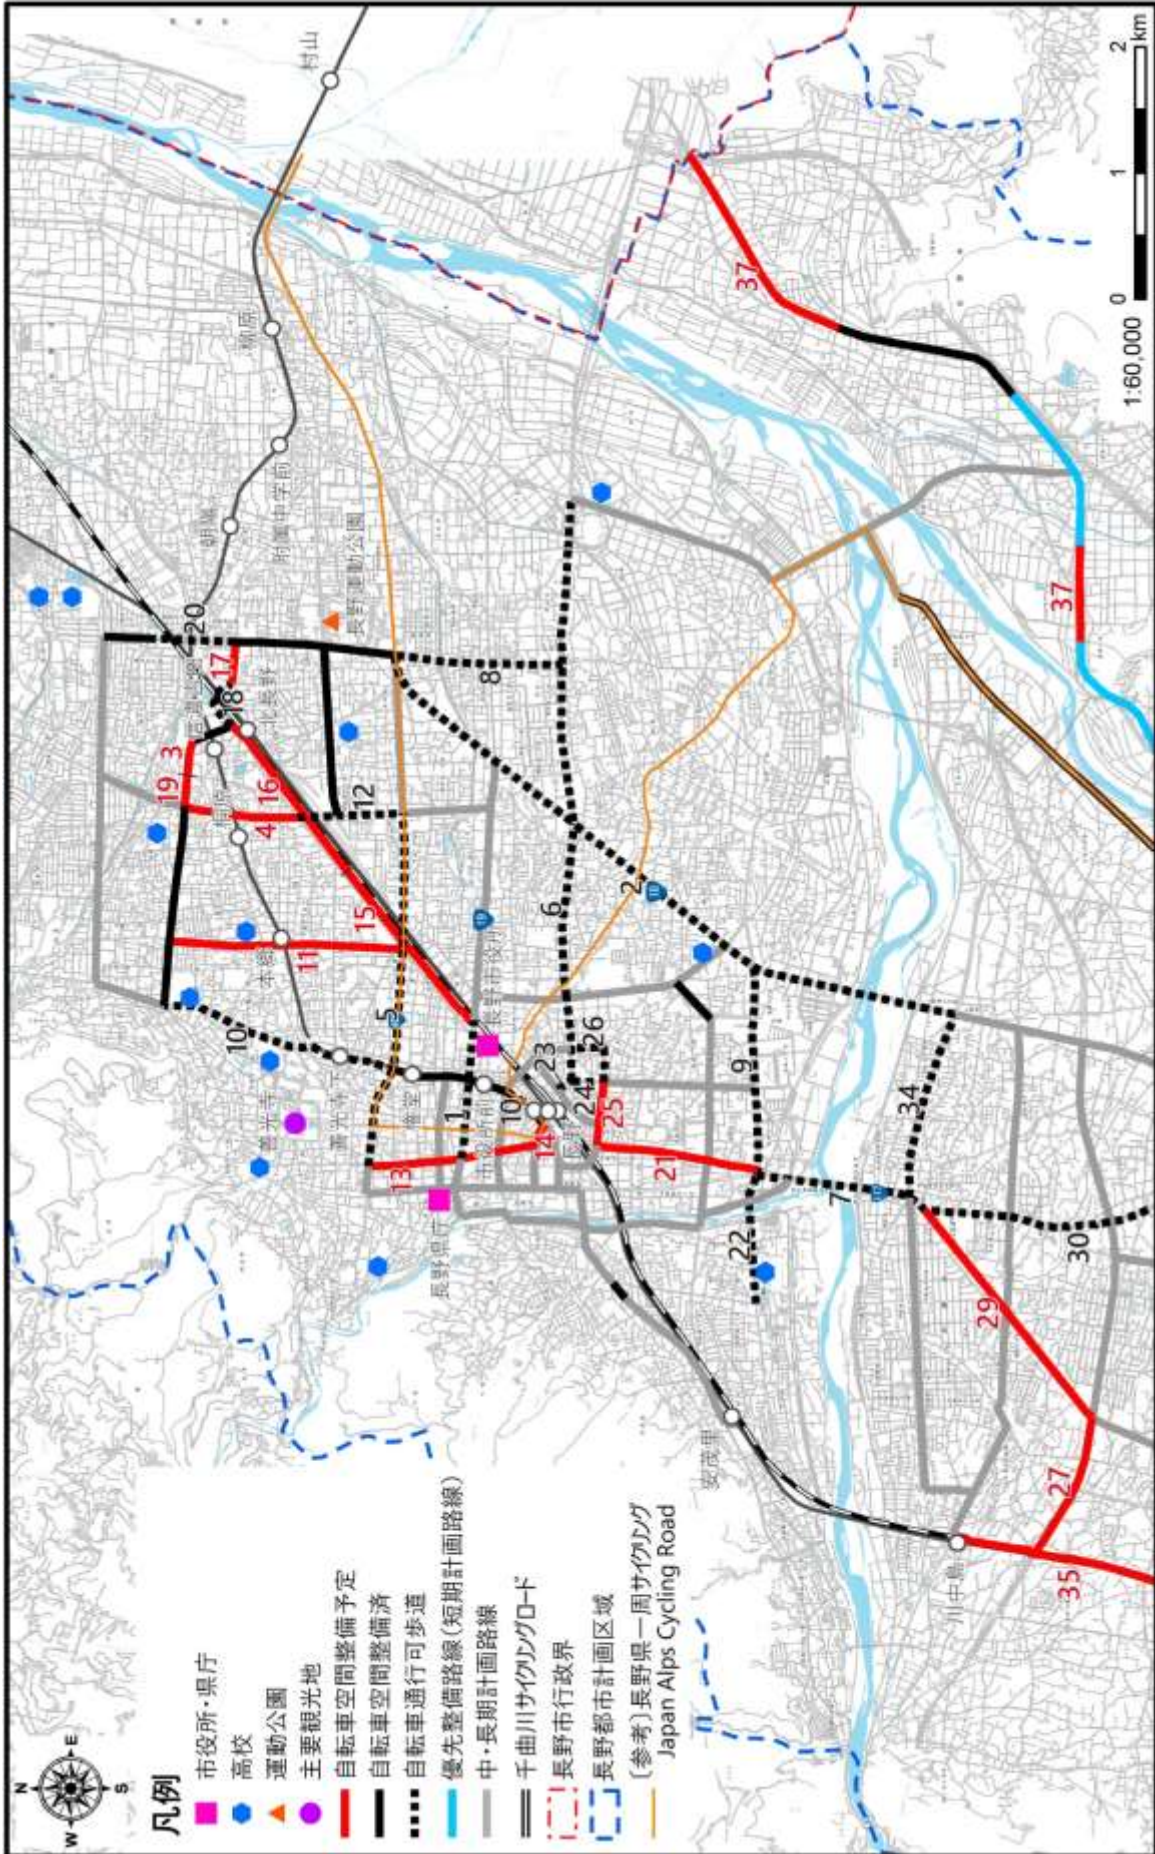 N
W
E
S
凡例
市役所・県庁
高校
運動公園
主要観光地
自転車空間整備予定
自転車空間整備済
自転車通行可歩道
優先整備路線(短期計画路線)
中・長期計画路線
千曲川サイクリングロード
長野市行政界
長野都市計画区域
(参考)長野県一周サイクリング
Japan Alps Cycling Road
村山
柳原
附属中学前
朝陽
長野運動公園
北長野
本郷
善光寺下
善光寺
権堂
市役所前
長野市役所
長野県庁
長野
安茂里
川中島
20
17
18
3
19
16
4
12
15
11
10
5
8
6
2
1
10
23
26
24
25
14
13
21
9
22
7
34
30
29
27
35
37
37
1:60,000
0
1
2
km